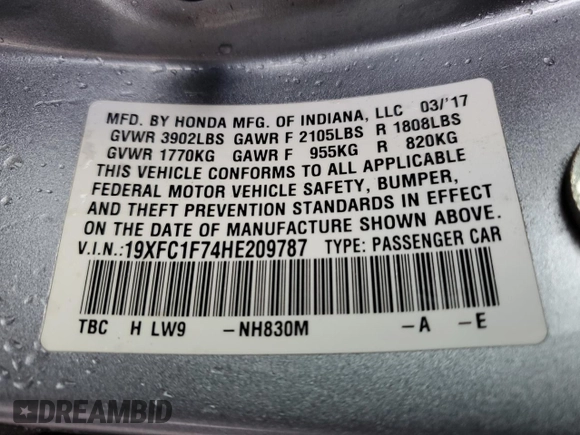 MFD. BY HONDA MFG. OF INDIANA, LLC 03/'17
GVWR 3902LBS GAWR F 2105LBS R 1808LBS
GVWR 1770KG GAWR F 955KG R 820KG
THIS VEHICLE CONFORMS TO ALL APPLICABLE
FEDERAL MOTOR VEHICLE SAFETY, BUMPER,
AND THEFT PREVENTION STANDARDS IN EFFECT
ON THE DATE OF MANUFACTURE SHOWN ABOVE.
V.I.N.:19XFC1F74HE209787 TYPE: PASSENGER CAR
TBC H LW9 -NH830M -A -E
DREAMBID